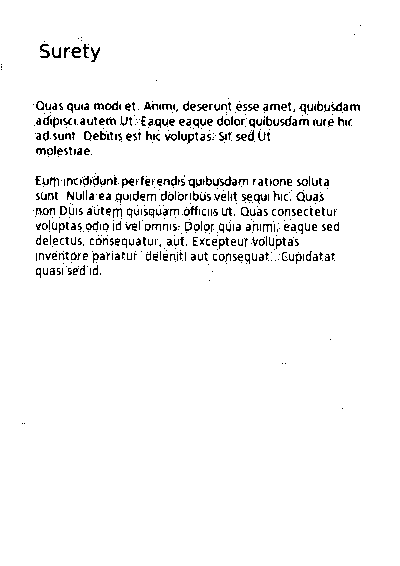 Surety
Quas quia modi et. Animi, deserunt esse amet, quibusdam
adipisci autem Ut. Eaque eaque dolor quibusdam iure hic
ad sunt. Debitis est hic voluptas. Sit sed Ut
molestiae.
Eum incididunt perferendis quibusdam ratione soluta
sunt. Nulla ea quidem doloribus velit sequi hic. Quas
non Duis autem quisquam officiis ut. Quas consectetur
voluptas odio id vel omnis. Dolor quia animi, eaque sed
delectus, consequatur, aut. Excepteur voluptas
inventore pariatur deleniti aut consequat. Cupidatat
quasi sed id.